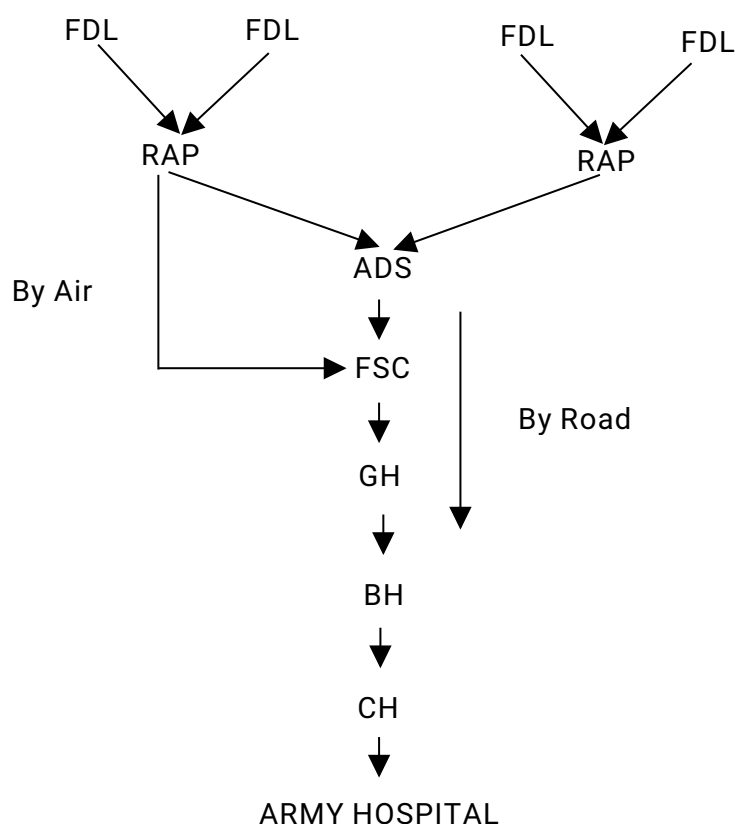 FDL FDL FDL FDL
RAP RAP
ADS
By Air
FSC
By Road
GH
BH
CH
ARMY HOSPITAL